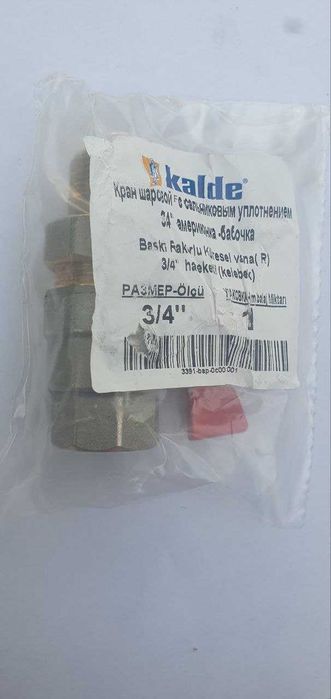 kalde®
Кран шаровой с сальниковым уплотнением
3/4" американка -бабочка
Baskı Rakorlu Küresel vana( R)
3/4" (kelebek)
РАЗМЕР-Ölçü
Miktarı
3/4"
1